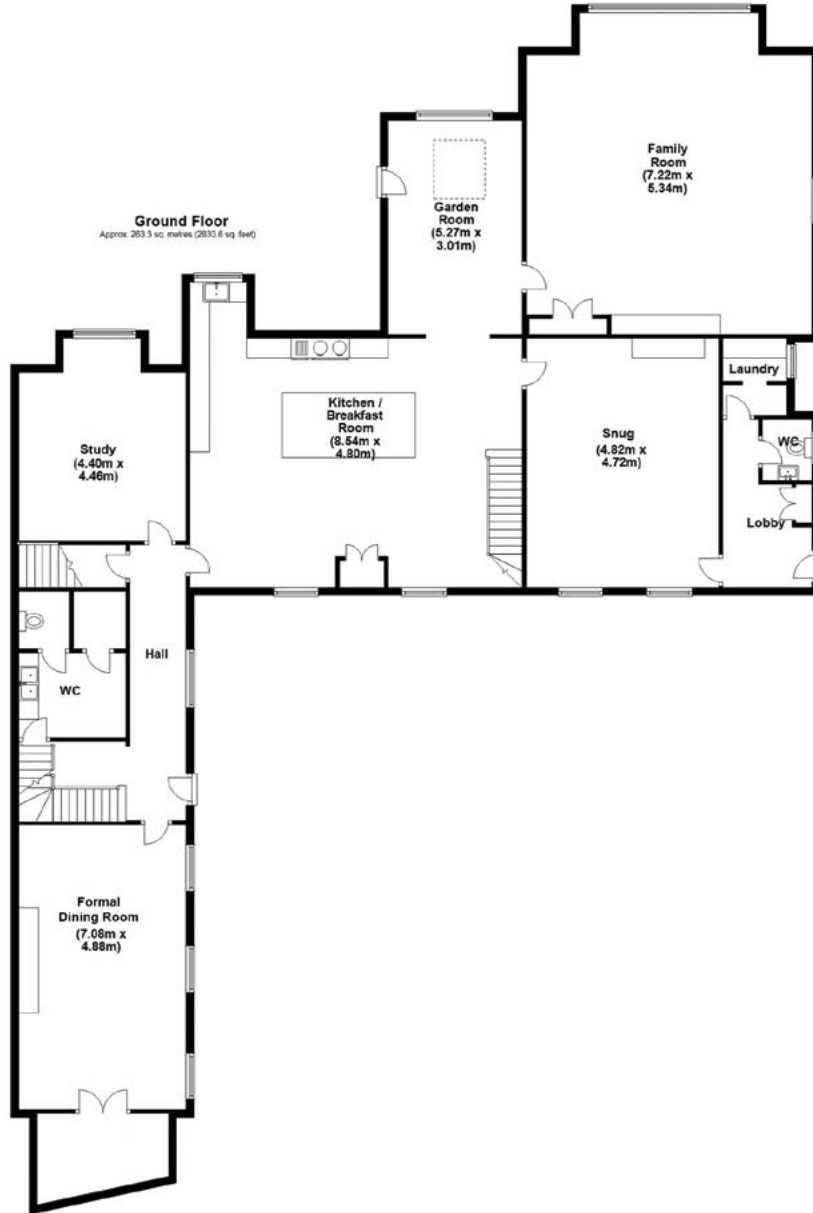 Family
Room
(7.22m x
5.34m)
Garden
Room
(5.27m x
3.01m)
Ground Floor
Approx. 263.3 sq. metres (2833.6 sq. feet)
Kitchen /
Breakfast
Room
(8.54m x
4.80m)
Study
(4.40m x
4.46m)
Snug
(4.82m x
4.72m)
Laundry
WC
Lobby
Hall
WC
Formal
Dining Room
(7.08m x
4.88m)